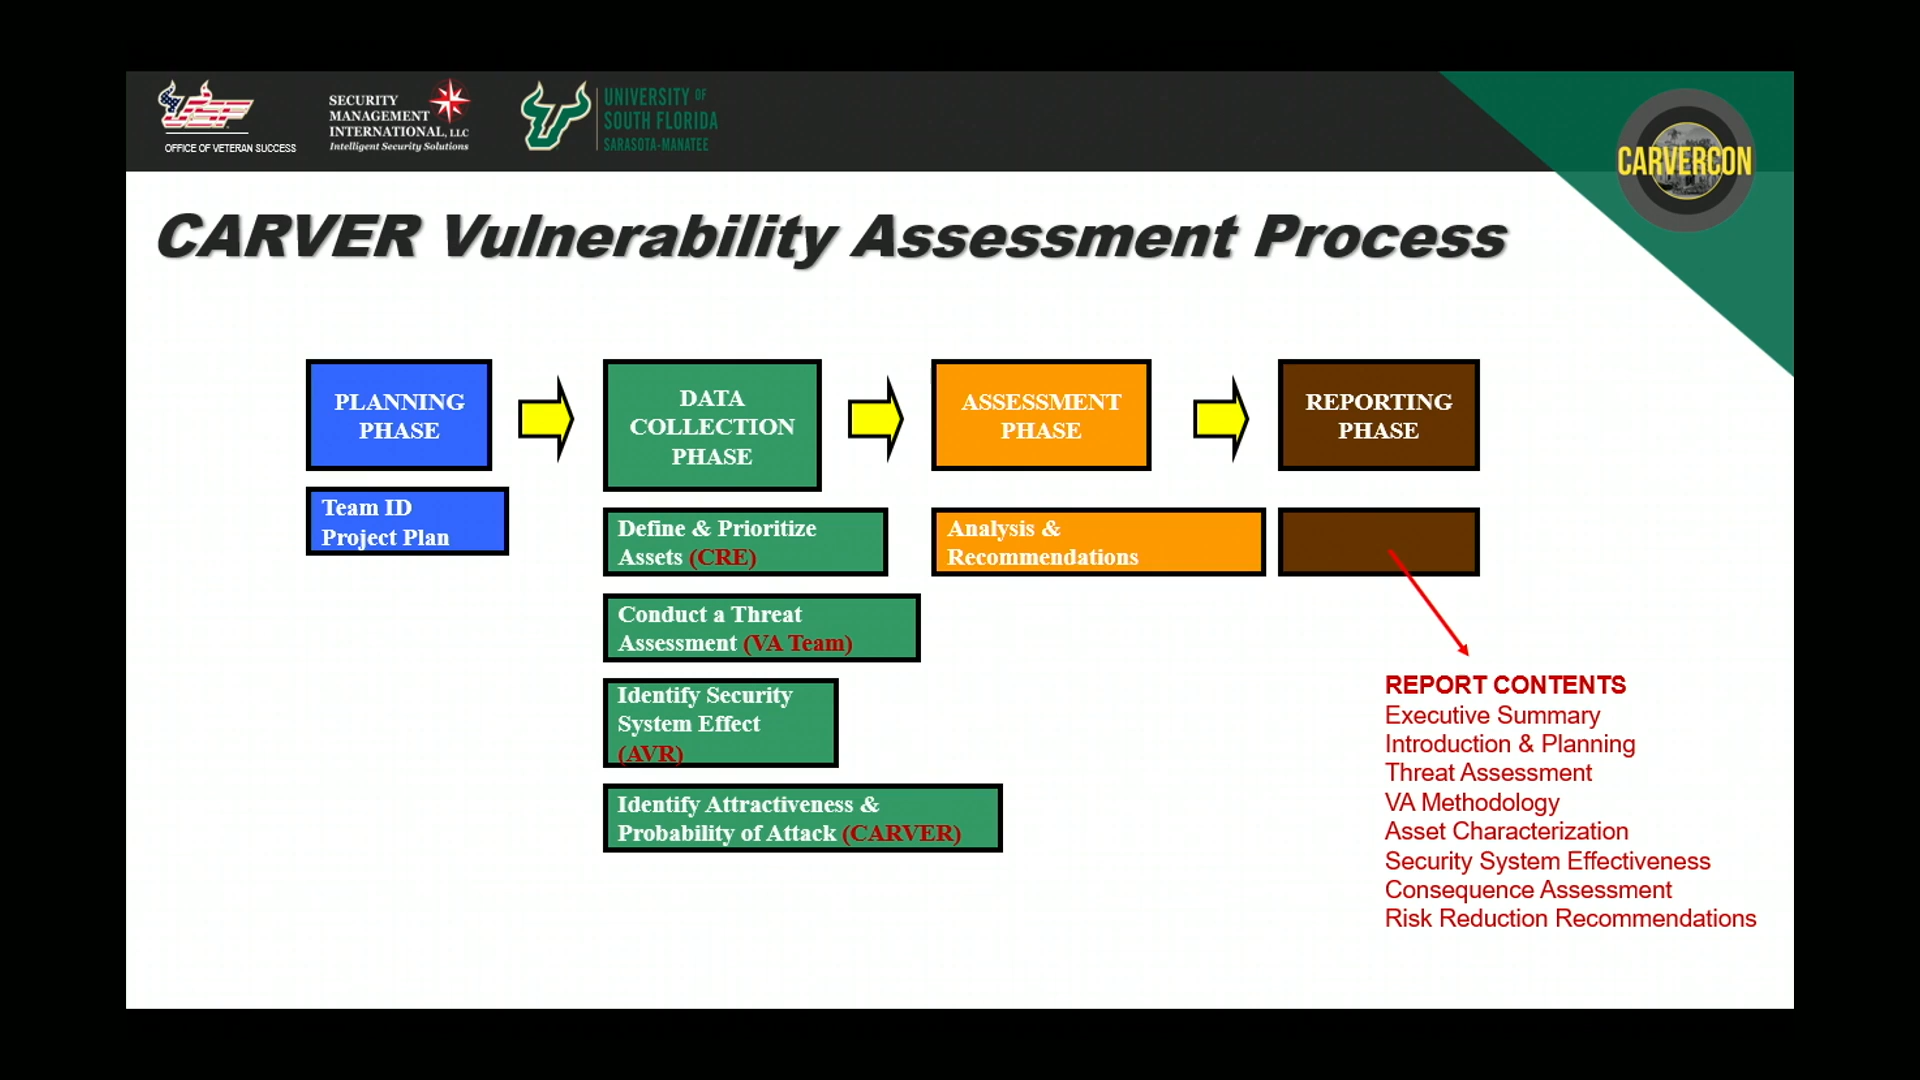 USF
OFFICE OF VETERAN SUCCESS
SECURITY
MANAGEMENT
INTERNATIONAL, LLC
Intelligent Security Solutions
UNIVERSITY OF
SOUTH FLORIDA
SARASOTA-MANATEE
CARVERCON
CARVER Vulnerability Assessment Process
PLANNING
PHASE
Team ID
Project Plan
DATA
COLLECTION
PHASE
Define & Prioritize
Assets (CRE)
Conduct a Threat
Assessment (VA Team)
Identify Security
System Effect
(AVR)
Identify Attractiveness &
Probability of Attack (CARVER)
ASSESSMENT
PHASE
Analysis &
Recommendations
REPORTING
PHASE
REPORT CONTENTS
Executive Summary
Introduction & Planning
Threat Assessment
VA Methodology
Asset Characterization
Security System Effectiveness
Consequence Assessment
Risk Reduction Recommendations